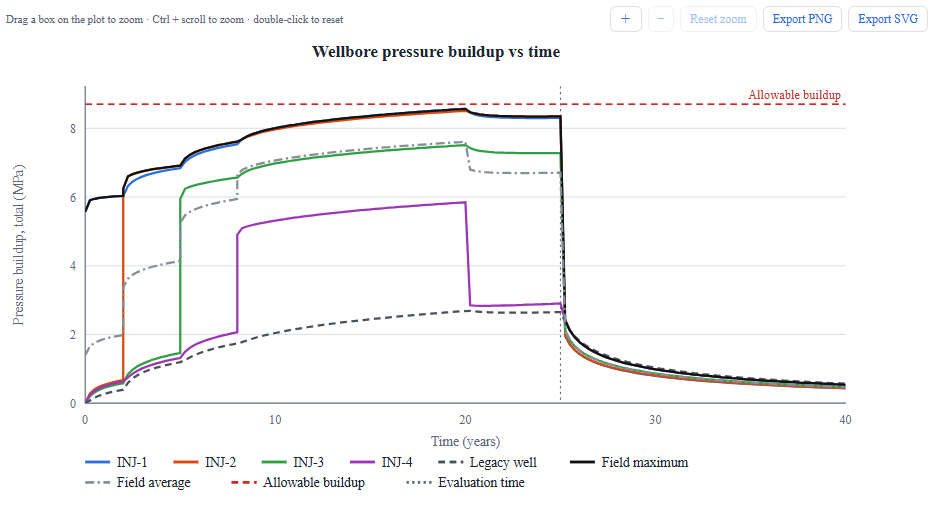 Drag a box on the plot to zoom · Ctrl + scroll to zoom · double-click to reset
+
−
Reset zoom
Export PNG
Export SVG
Wellbore pressure buildup vs time
Allowable buildup
8
6
4
2
0
Pressure buildup, total (MPa)
0
10
20
30
40
Time (years)
INJ-1
INJ-2
INJ-3
INJ-4
Legacy well
Field maximum
Field average
Allowable buildup
Evaluation time